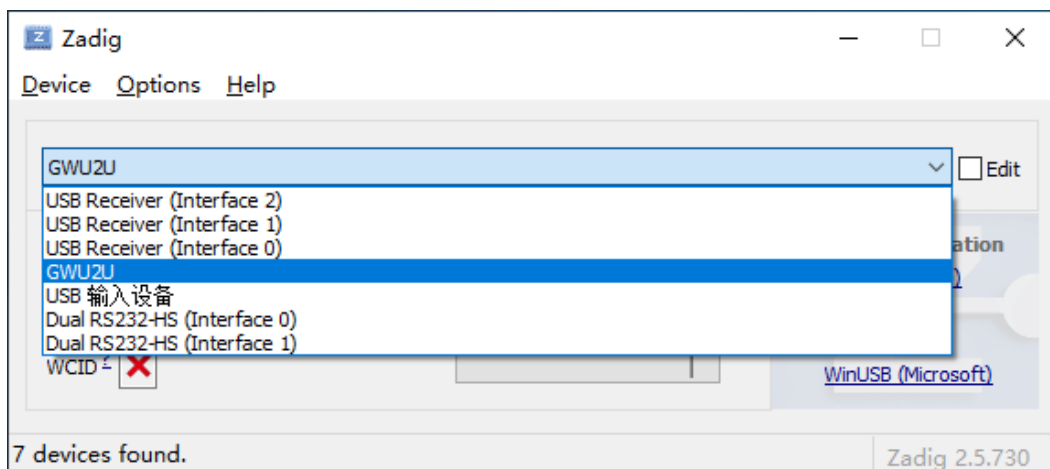 Zadig
Device Options Help
GWU2U
Edit
USB Receiver (Interface 2)
USB Receiver (Interface 1)
USB Receiver (Interface 0)
GWU2U
USB 输入设备
Dual RS232-HS (Interface 0)
Dual RS232-HS (Interface 1)
ation
)
WCID ?
WinUSB (Microsoft)
7 devices found.
Zadig 2.5.730